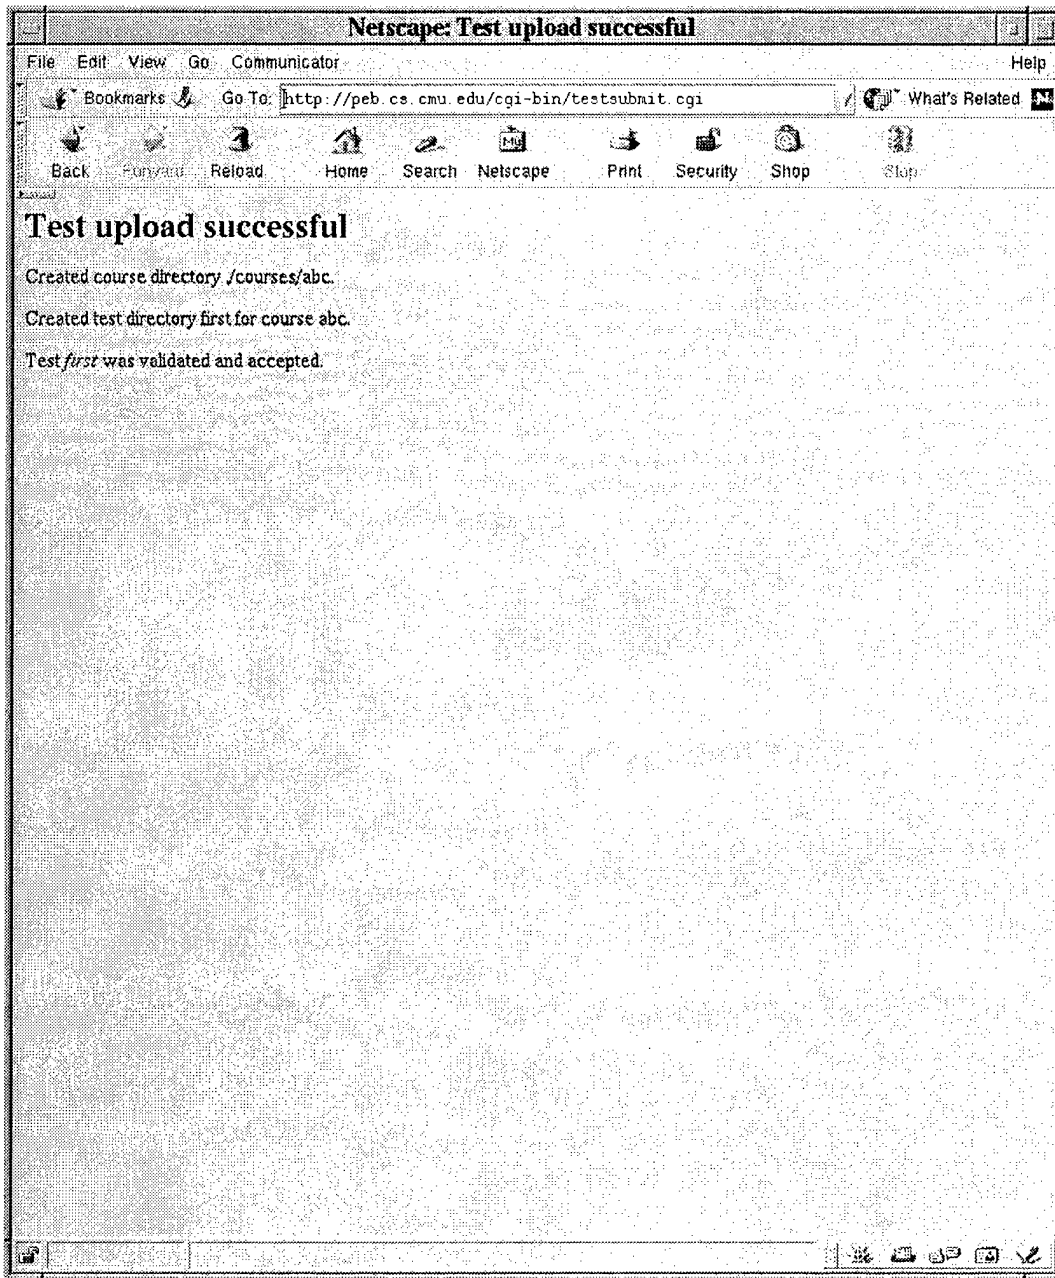 Netscape: Test upload successful
File Edit View Go Communicator Help
Bookmarks Go To: http://peb.cs.cmu.edu/cgi-bin/testsubmit.cgi What's Related
My
Back Forward Reload Home Search Netscape Print Security Shop Stop
Test upload successful
Created course directory ./courses/abc.
Created test directory first for course abc.
Test first was validated and accepted.